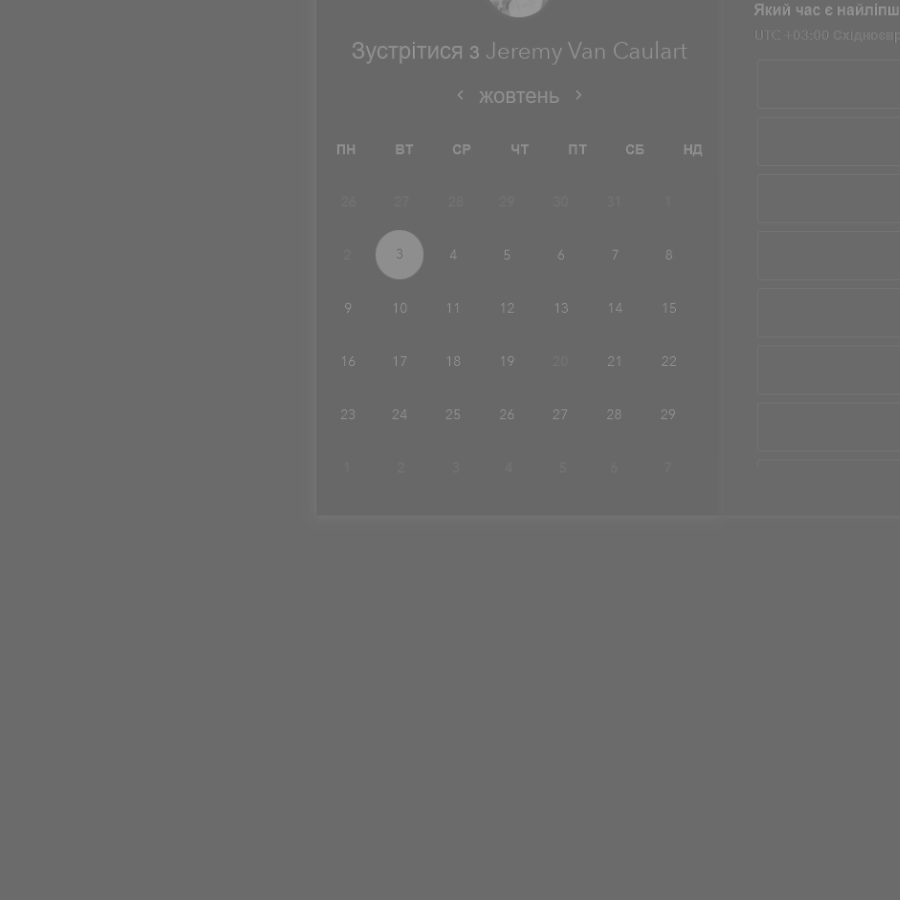 Який час є найліпш
UTC +03:00 Східноєвр
Зустрітися з Jeremy Van Caulart
‹ жовтень ›
ПН ВТ СР ЧТ ПТ СБ НД
26 27 28 29 30 31 1
2 3 4 5 6 7 8
9 10 11 12 13 14 15
16 17 18 19 20 21 22
23 24 25 26 27 28 29
1 2 3 4 5 6 7